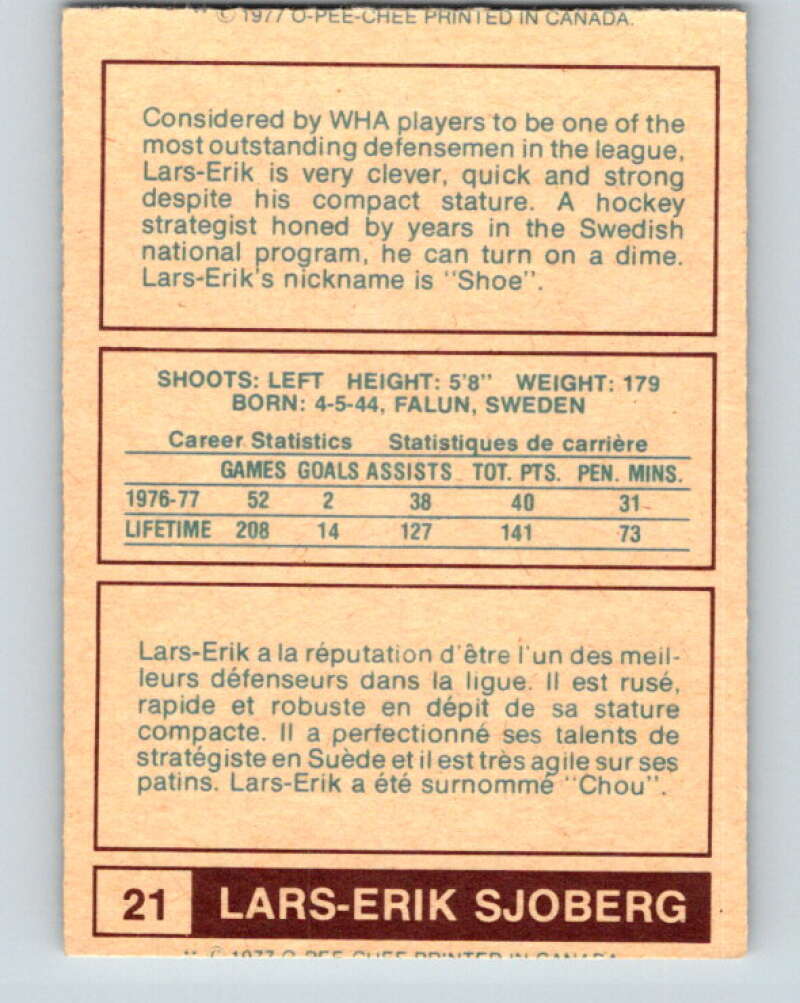 © 1977 O-PEE-CHEE PRINTED IN CANADA.
Considered by WHA players to be one of the
most outstanding defensemen in the league,
Lars-Erik is very clever, quick and strong
despite his compact stature. A hockey
strategist honed by years in the Swedish
national program, he can turn on a dime.
Lars-Erik's nickname is "Shoe".
SHOOTS: LEFT HEIGHT: 5'8" WEIGHT: 179
BORN: 4-5-44, FALUN, SWEDEN
Career Statistics Statistiques de carrière
GAMES GOALS ASSISTS TOT. PTS. PEN. MINS.
1976-77 52 2 38 40 31
LIFETIME 208 14 127 141 73
Lars-Erik a la réputation d'être l'un des meil-
leurs défenseurs dans la ligue. Il est rusé,
rapide et robuste en dépit de sa stature
compacte. Il a perfectionné ses talents de
stratégiste en Suède et il est très agile sur ses
patins. Lars-Erik a été surnommé "Chou".
21 LARS-ERIK SJOBERG
** © 1977 O-PEE-CHEE PRINTED IN CANADA.